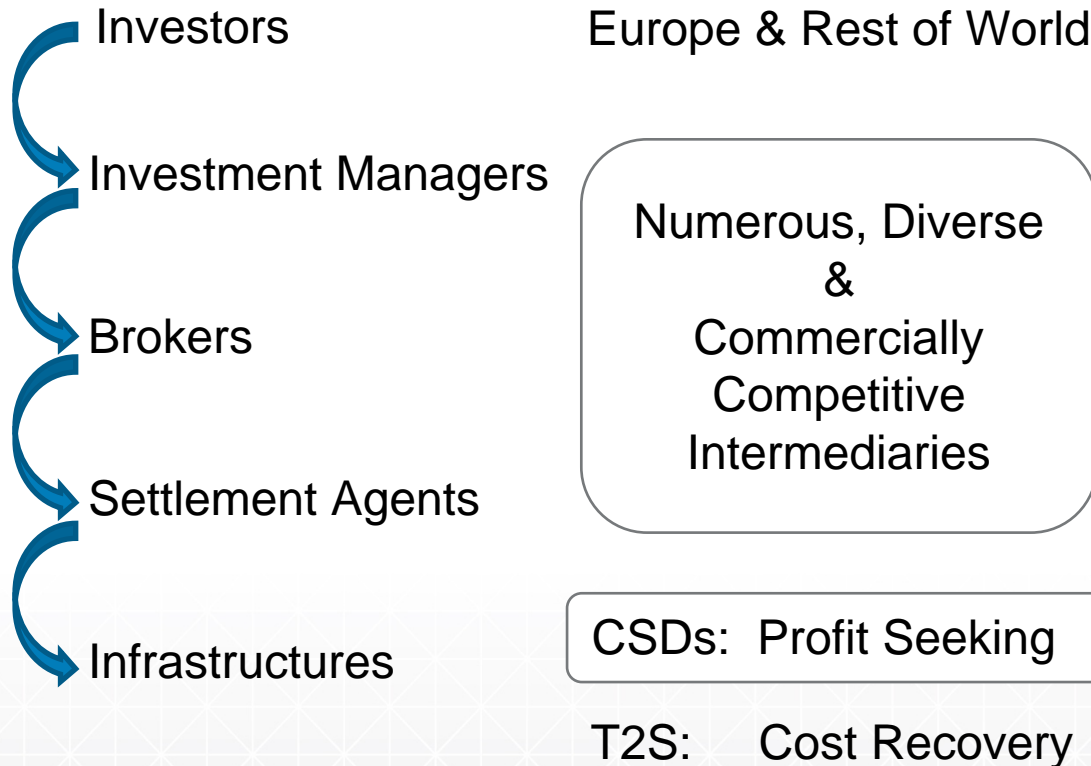 Investors
Europe & Rest of World
Investment Managers
Numerous, Diverse
&
Commercially
Competitive
Intermediaries
Brokers
Settlement Agents
Infrastructures
CSDs: Profit Seeking
T2S: Cost Recovery